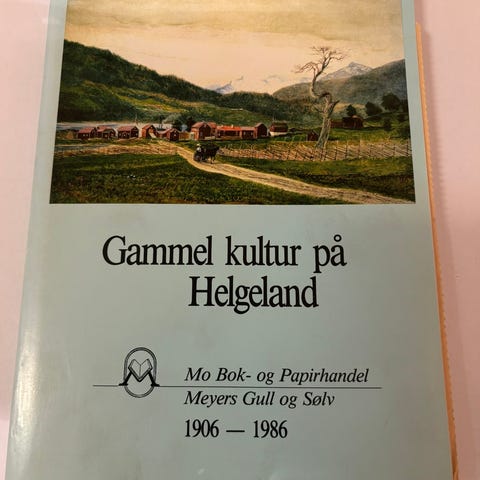 Gammel kultur på
Helgeland
Mo Bok- og Papirhandel
Meyers Gull og Sølv
1906 — 1986